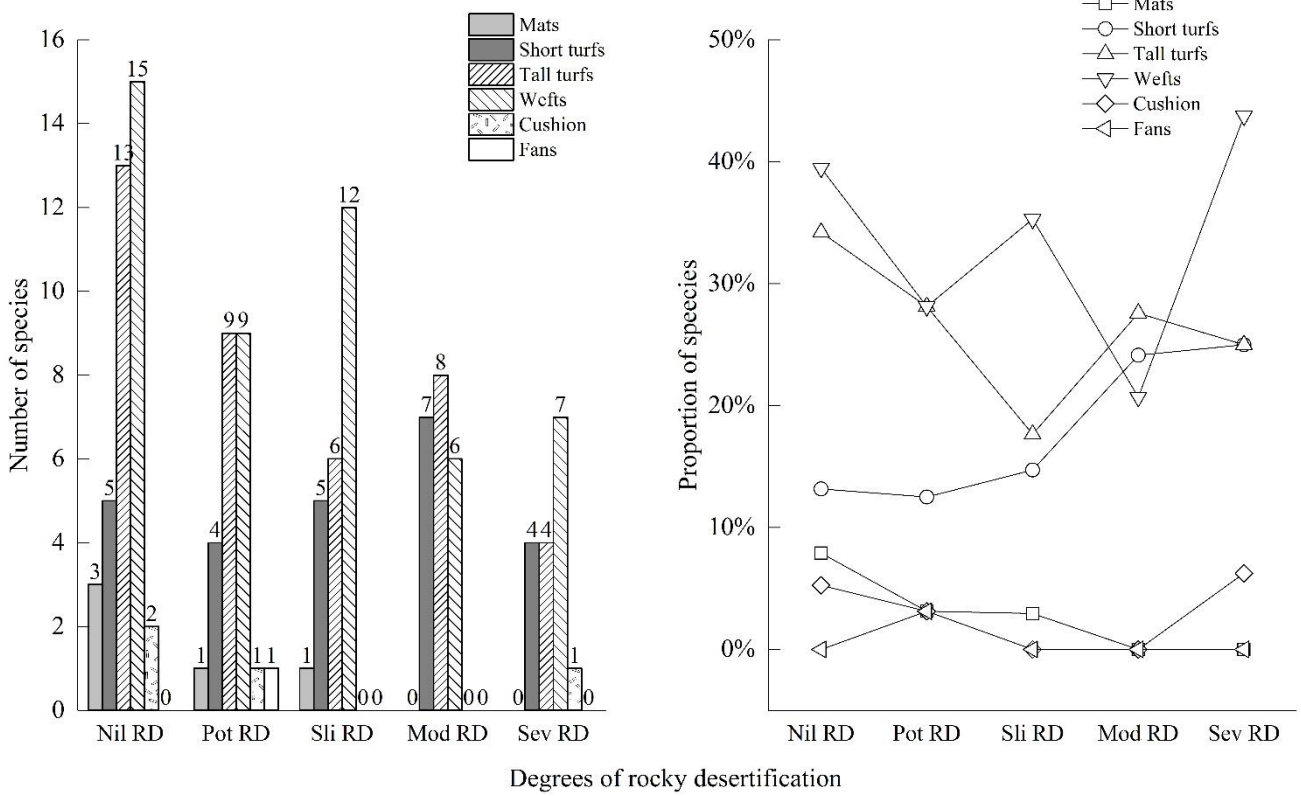 Mats
Short turfs
Tall turfs
Wefts
Cushion
Fans
16
14
12
10
8
6
4
2
0
Number of species
3
5
13
15
2
0
1
4
9
9
1
1
1
5
6
12
0
0
0
7
8
6
0
0
0
4
4
7
1
0
Nil RD
Pot RD
Sli RD
Mod RD
Sev RD
Mats
Short turfs
Tall turfs
Wefts
Cushion
Fans
50%
40%
30%
20%
10%
0%
Proportion of speecies
Nil RD
Pot RD
Sli RD
Mod RD
Sev RD
Degrees of rocky desertification